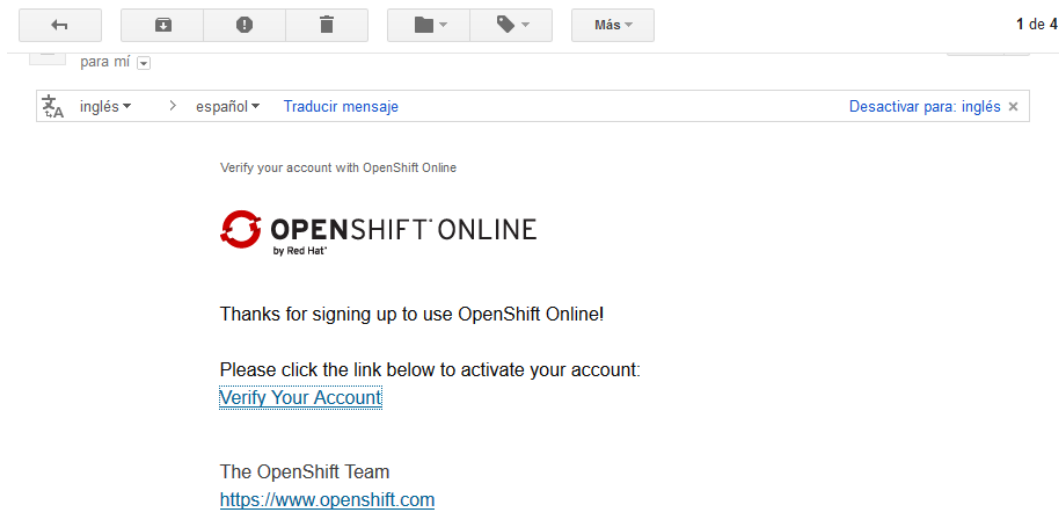 Más
1 de 4
para mí
inglés > español Traducir mensaje Desactivar para: inglés ×
Verify your account with OpenShift Online
OPENSHIFT ONLINE
by Red Hat
Thanks for signing up to use OpenShift Online!
Please click the link below to activate your account:
Verify Your Account
The OpenShift Team
https://www.openshift.com